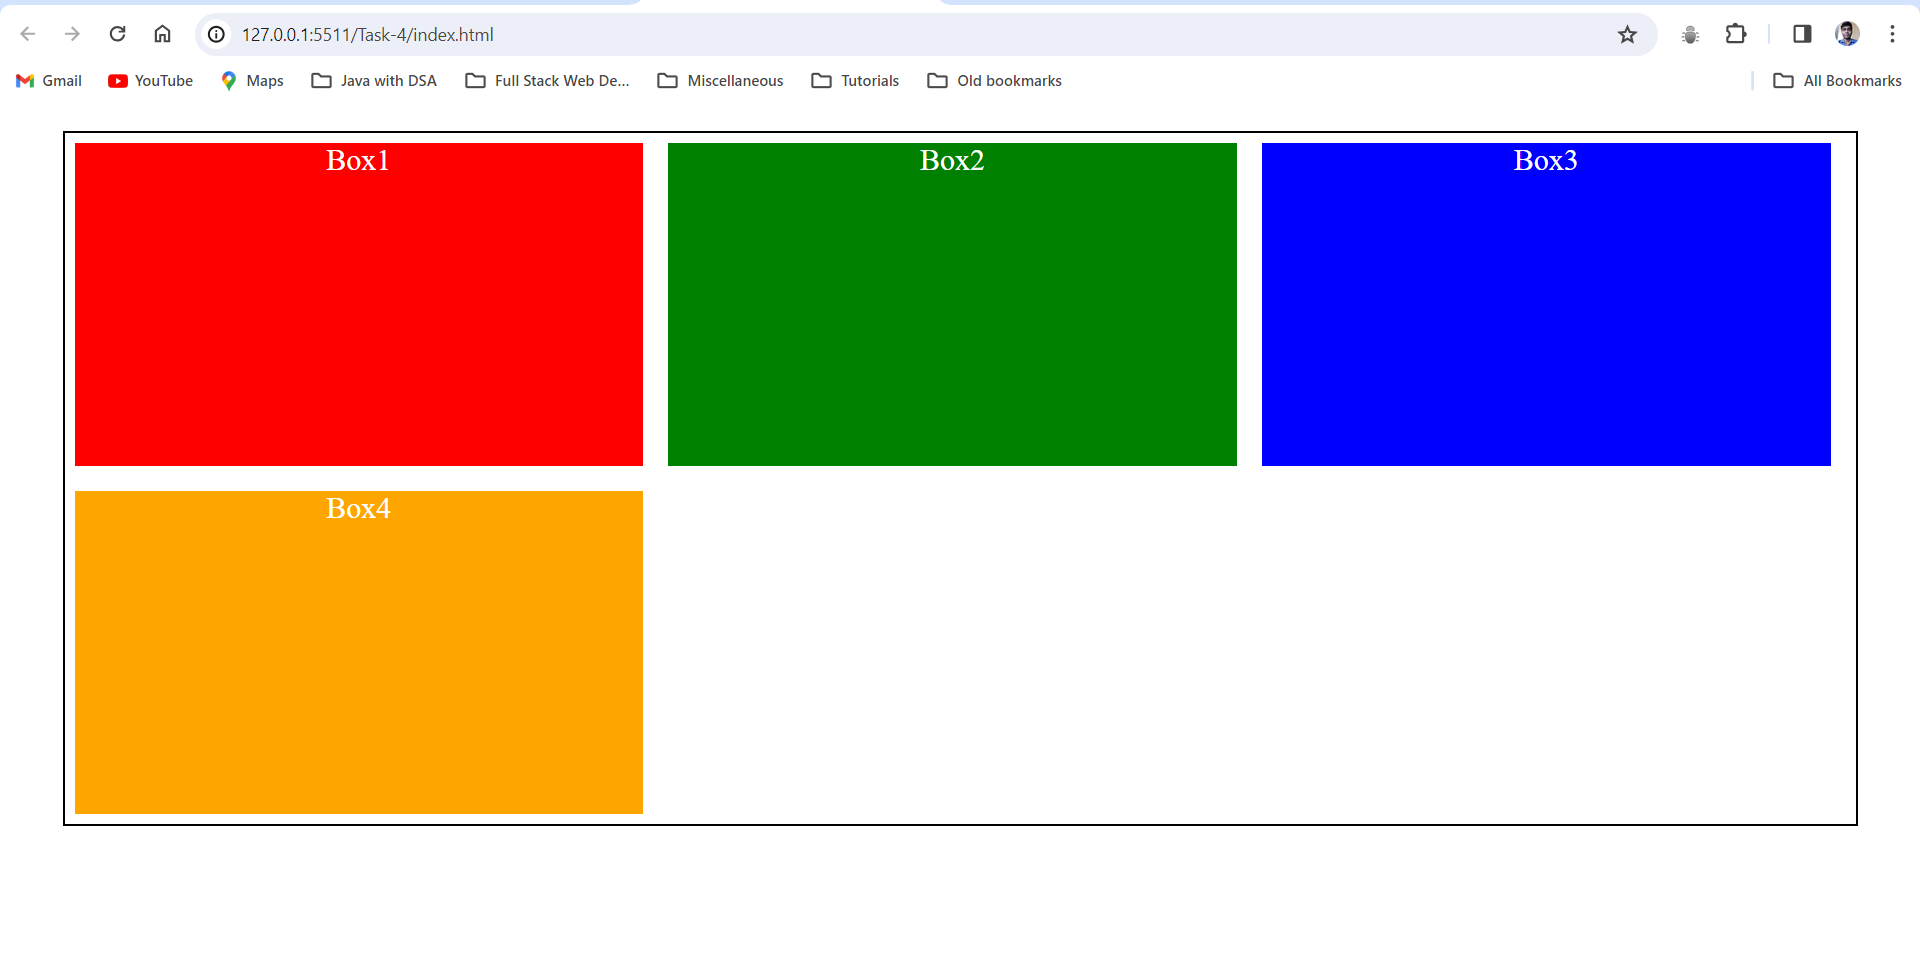 127.0.0.1:5511/Task-4/index.html
Gmail YouTube Maps Java with DSA Full Stack Web De... Miscellaneous Tutorials Old bookmarks All Bookmarks
Box1 Box2 Box3
Box4